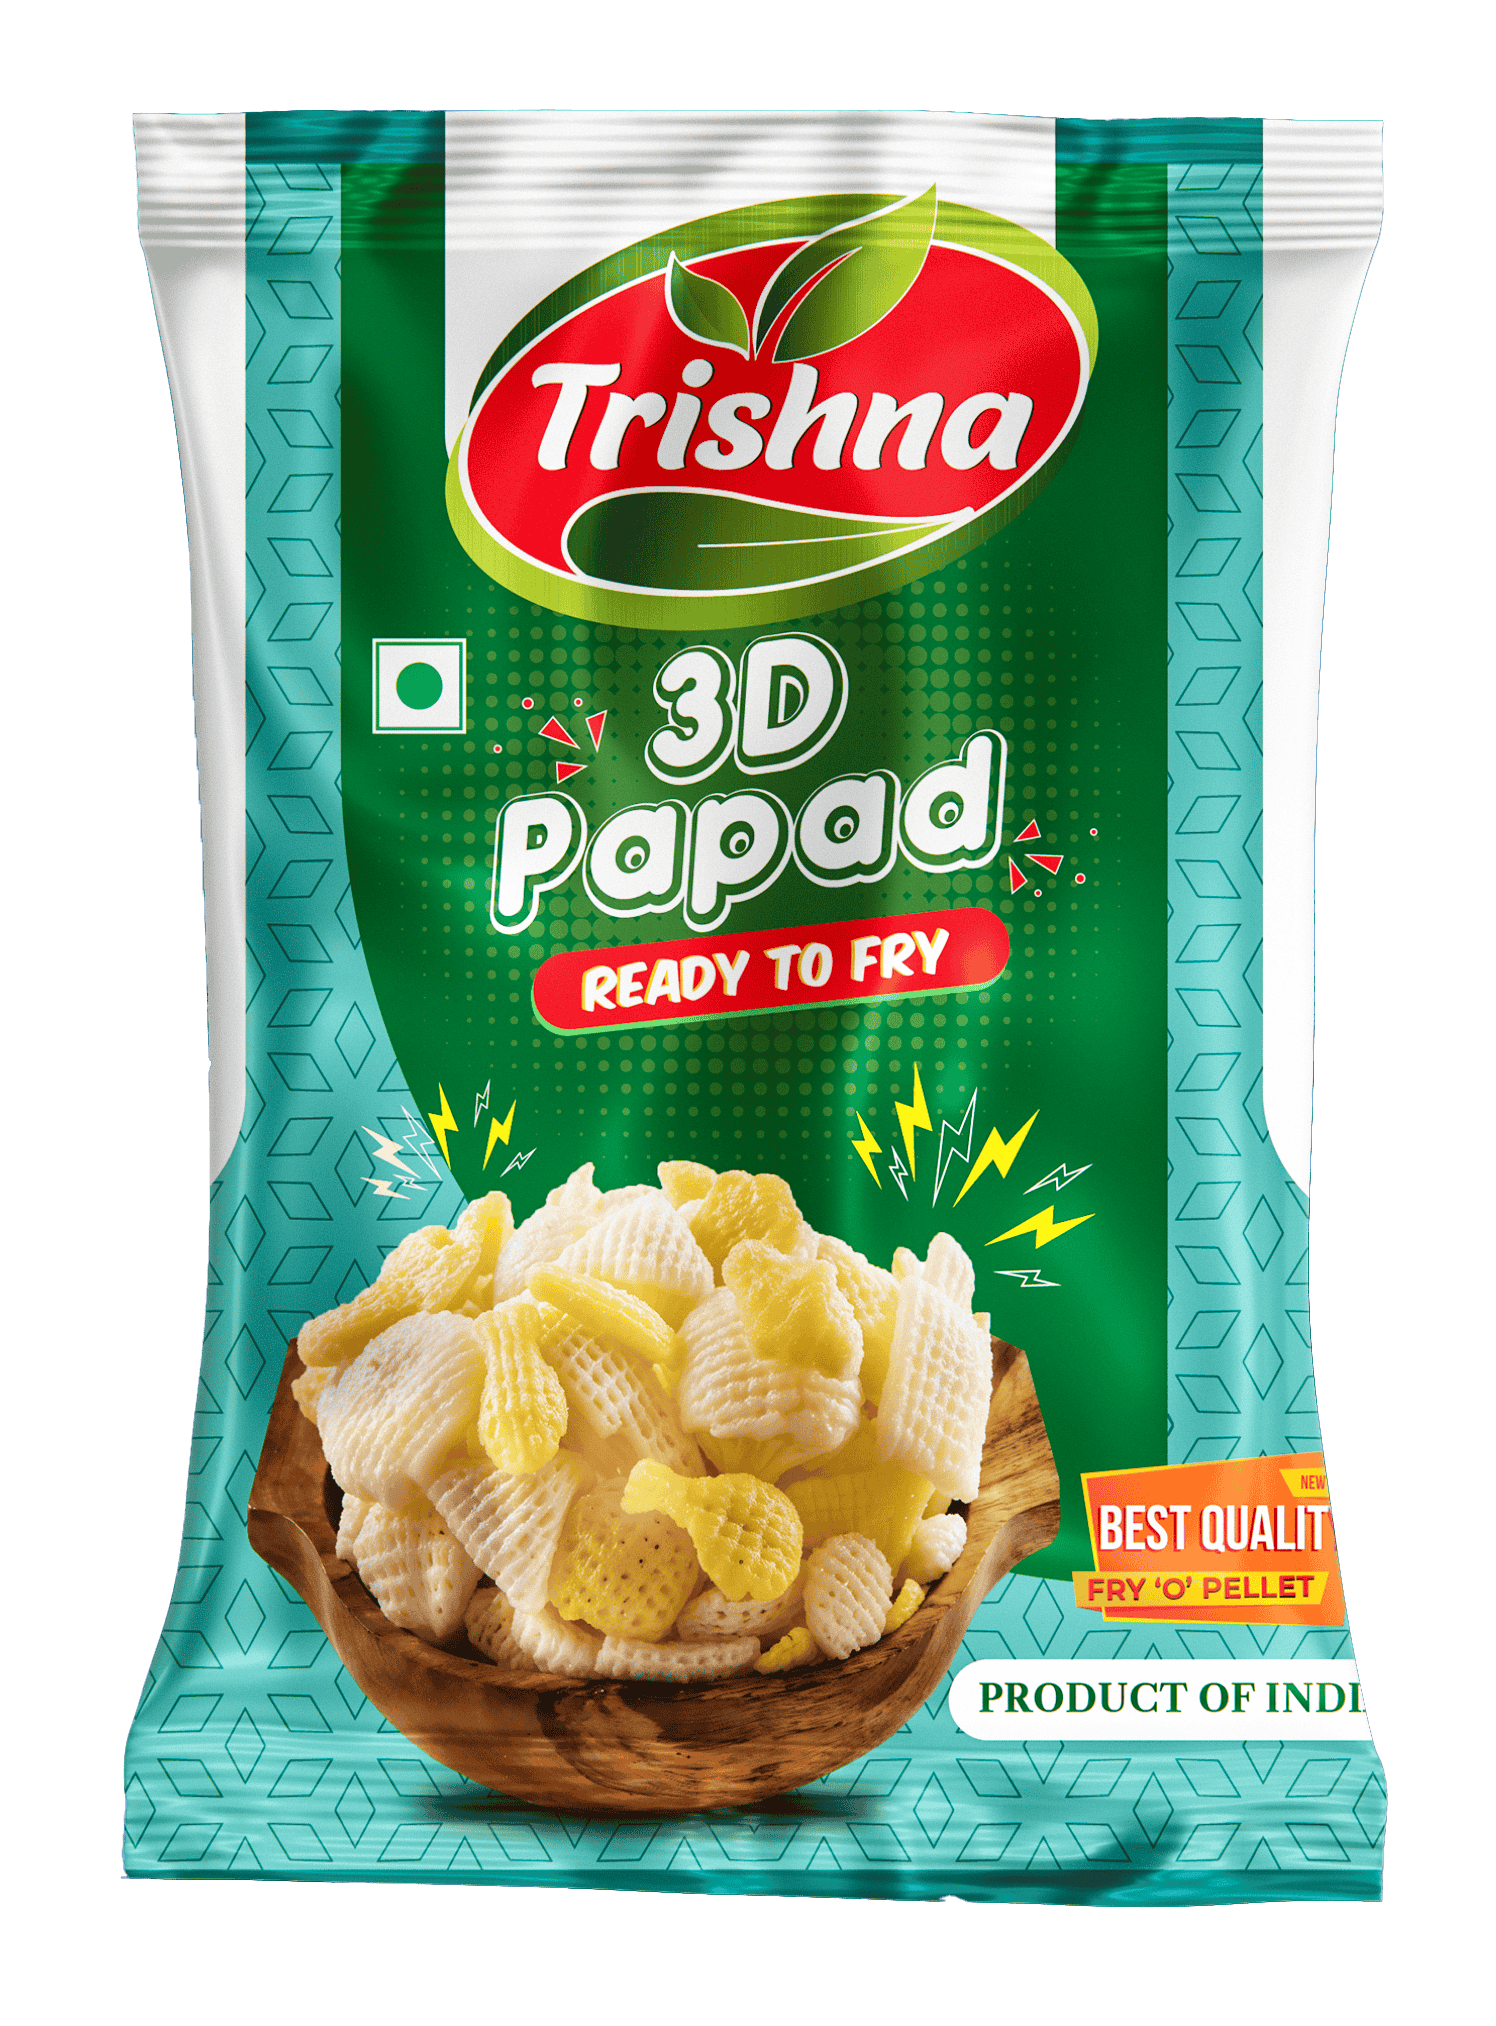 Trishna
3D
Papad
READY TO FRY
NEW
BEST QUALIT
FRY 'O' PELLET
PRODUCT OF INDI